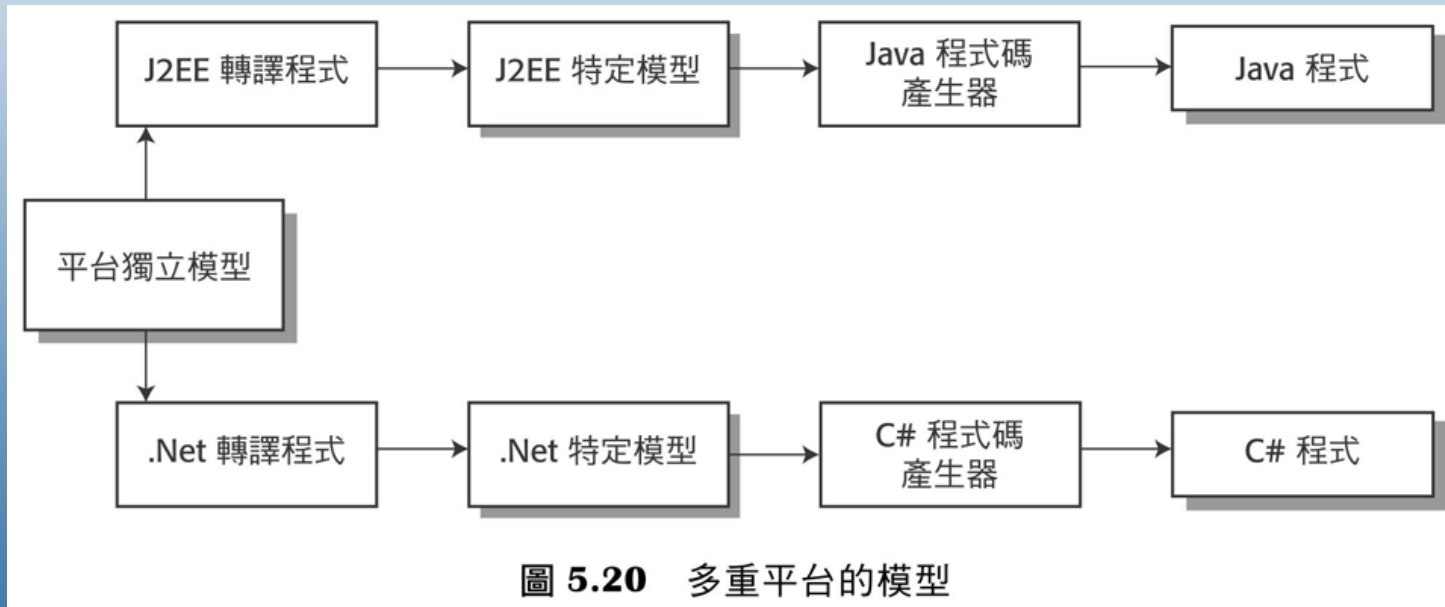 J2EE 轉譯程式
J2EE 特定模型
Java 程式碼
產生器
Java 程式
平台獨立模型
.Net 轉譯程式
.Net 特定模型
C# 程式碼
產生器
C# 程式
圖 5.20 多重平台的模型